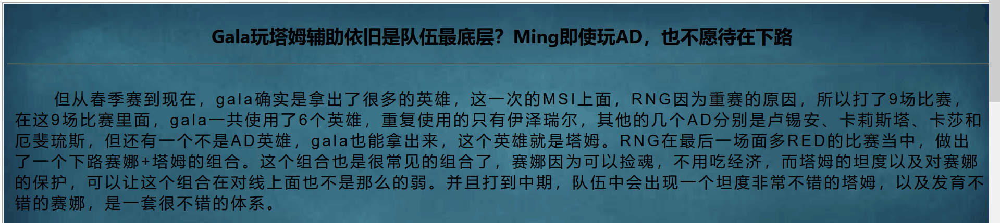 Gala玩塔姆辅助依旧是队伍最底层？Ming即使玩AD，也不愿待在下路
但从春季赛到现在，gala确实是拿出了很多的英雄，这一次的MSI上面，RNG因为重赛的原因，所以打了9场比赛，
在这9场比赛里面，gala一共使用了6个英雄，重复使用的只有伊泽瑞尔，其他的几个AD分别是卢锡安、卡莉斯塔、卡莎和
厄斐琉斯，但还有一个不是AD英雄，gala也能拿出来，这个英雄就是塔姆。RNG在最后一场面多RED的比赛当中，做出
了一个下路赛娜+塔姆的组合。这个组合也是很常见的组合了，赛娜因为可以捡魂，不用吃经济，而塔姆的坦度以及对赛娜
的保护，可以让这个组合在对线上面也不是那么的弱。并且打到中期，队伍中会出现一个坦度非常不错的塔姆，以及发育不
错的赛娜，是一套很不错的体系。